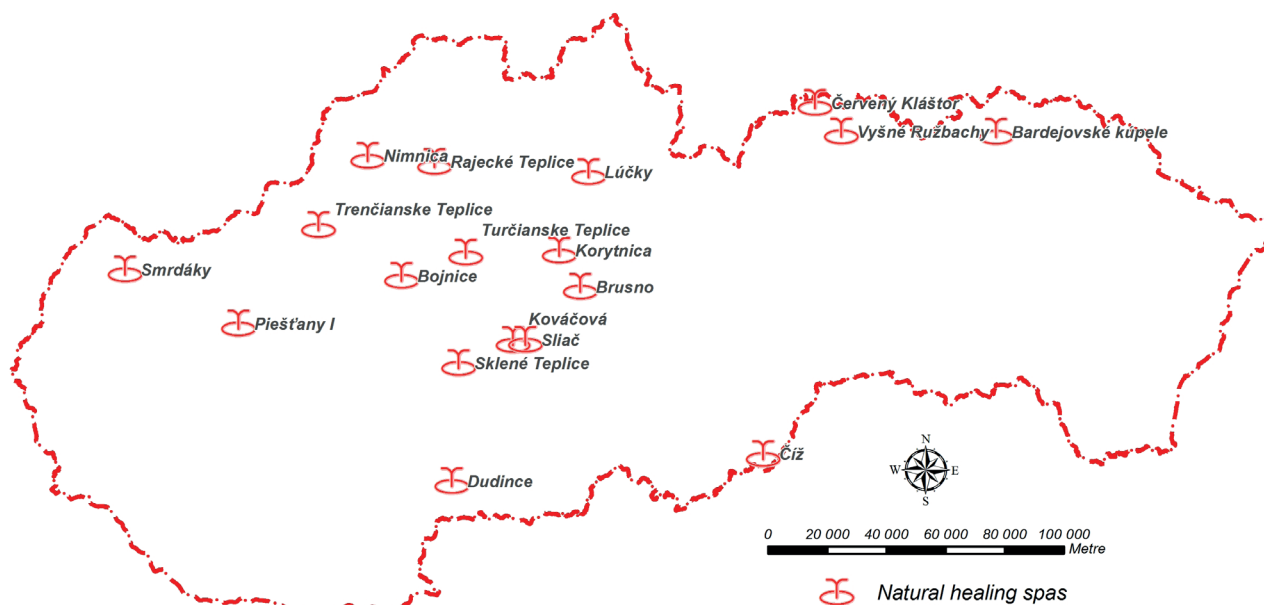 Červený Kláštor
Vyšné Ružbachy
Bardejovské kúpele
Nimnica
Rajecké Teplice
Lúčky
Trenčianske Teplice
Turčianske Teplice
Korytnica
Smrdáky
Bojnice
Brusno
Piešťany I
Kováčová
Sliač
Sklené Teplice
Číž
Dudince
N
W E
S
0 20 000 40 000 60 000 80 000 100 000
Metre
Natural healing spas